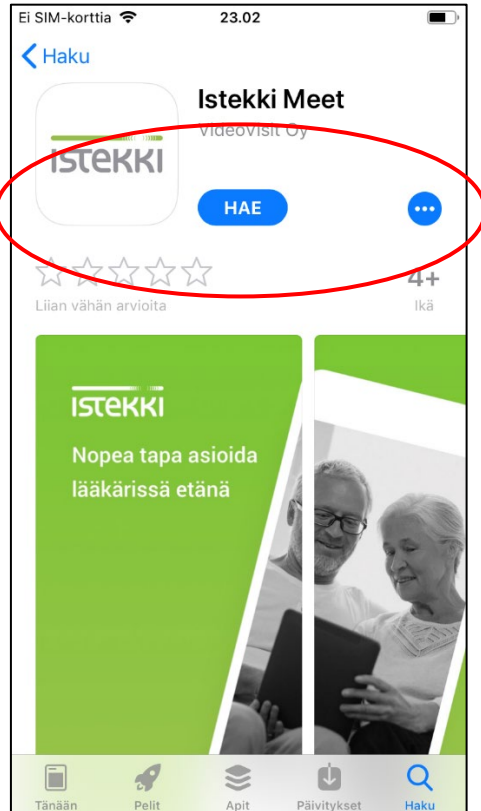 Ei SIM-korttia 23.02
Haku
Istekki Meet
VideoVisit Oy
ISTEKKI
HAE
4+
Liian vähän arvioita
Ikä
ISTEKKI
Nopea tapa asioida
lääkärissä etänä
Tänään Pelit Apit Päivitykset Haku